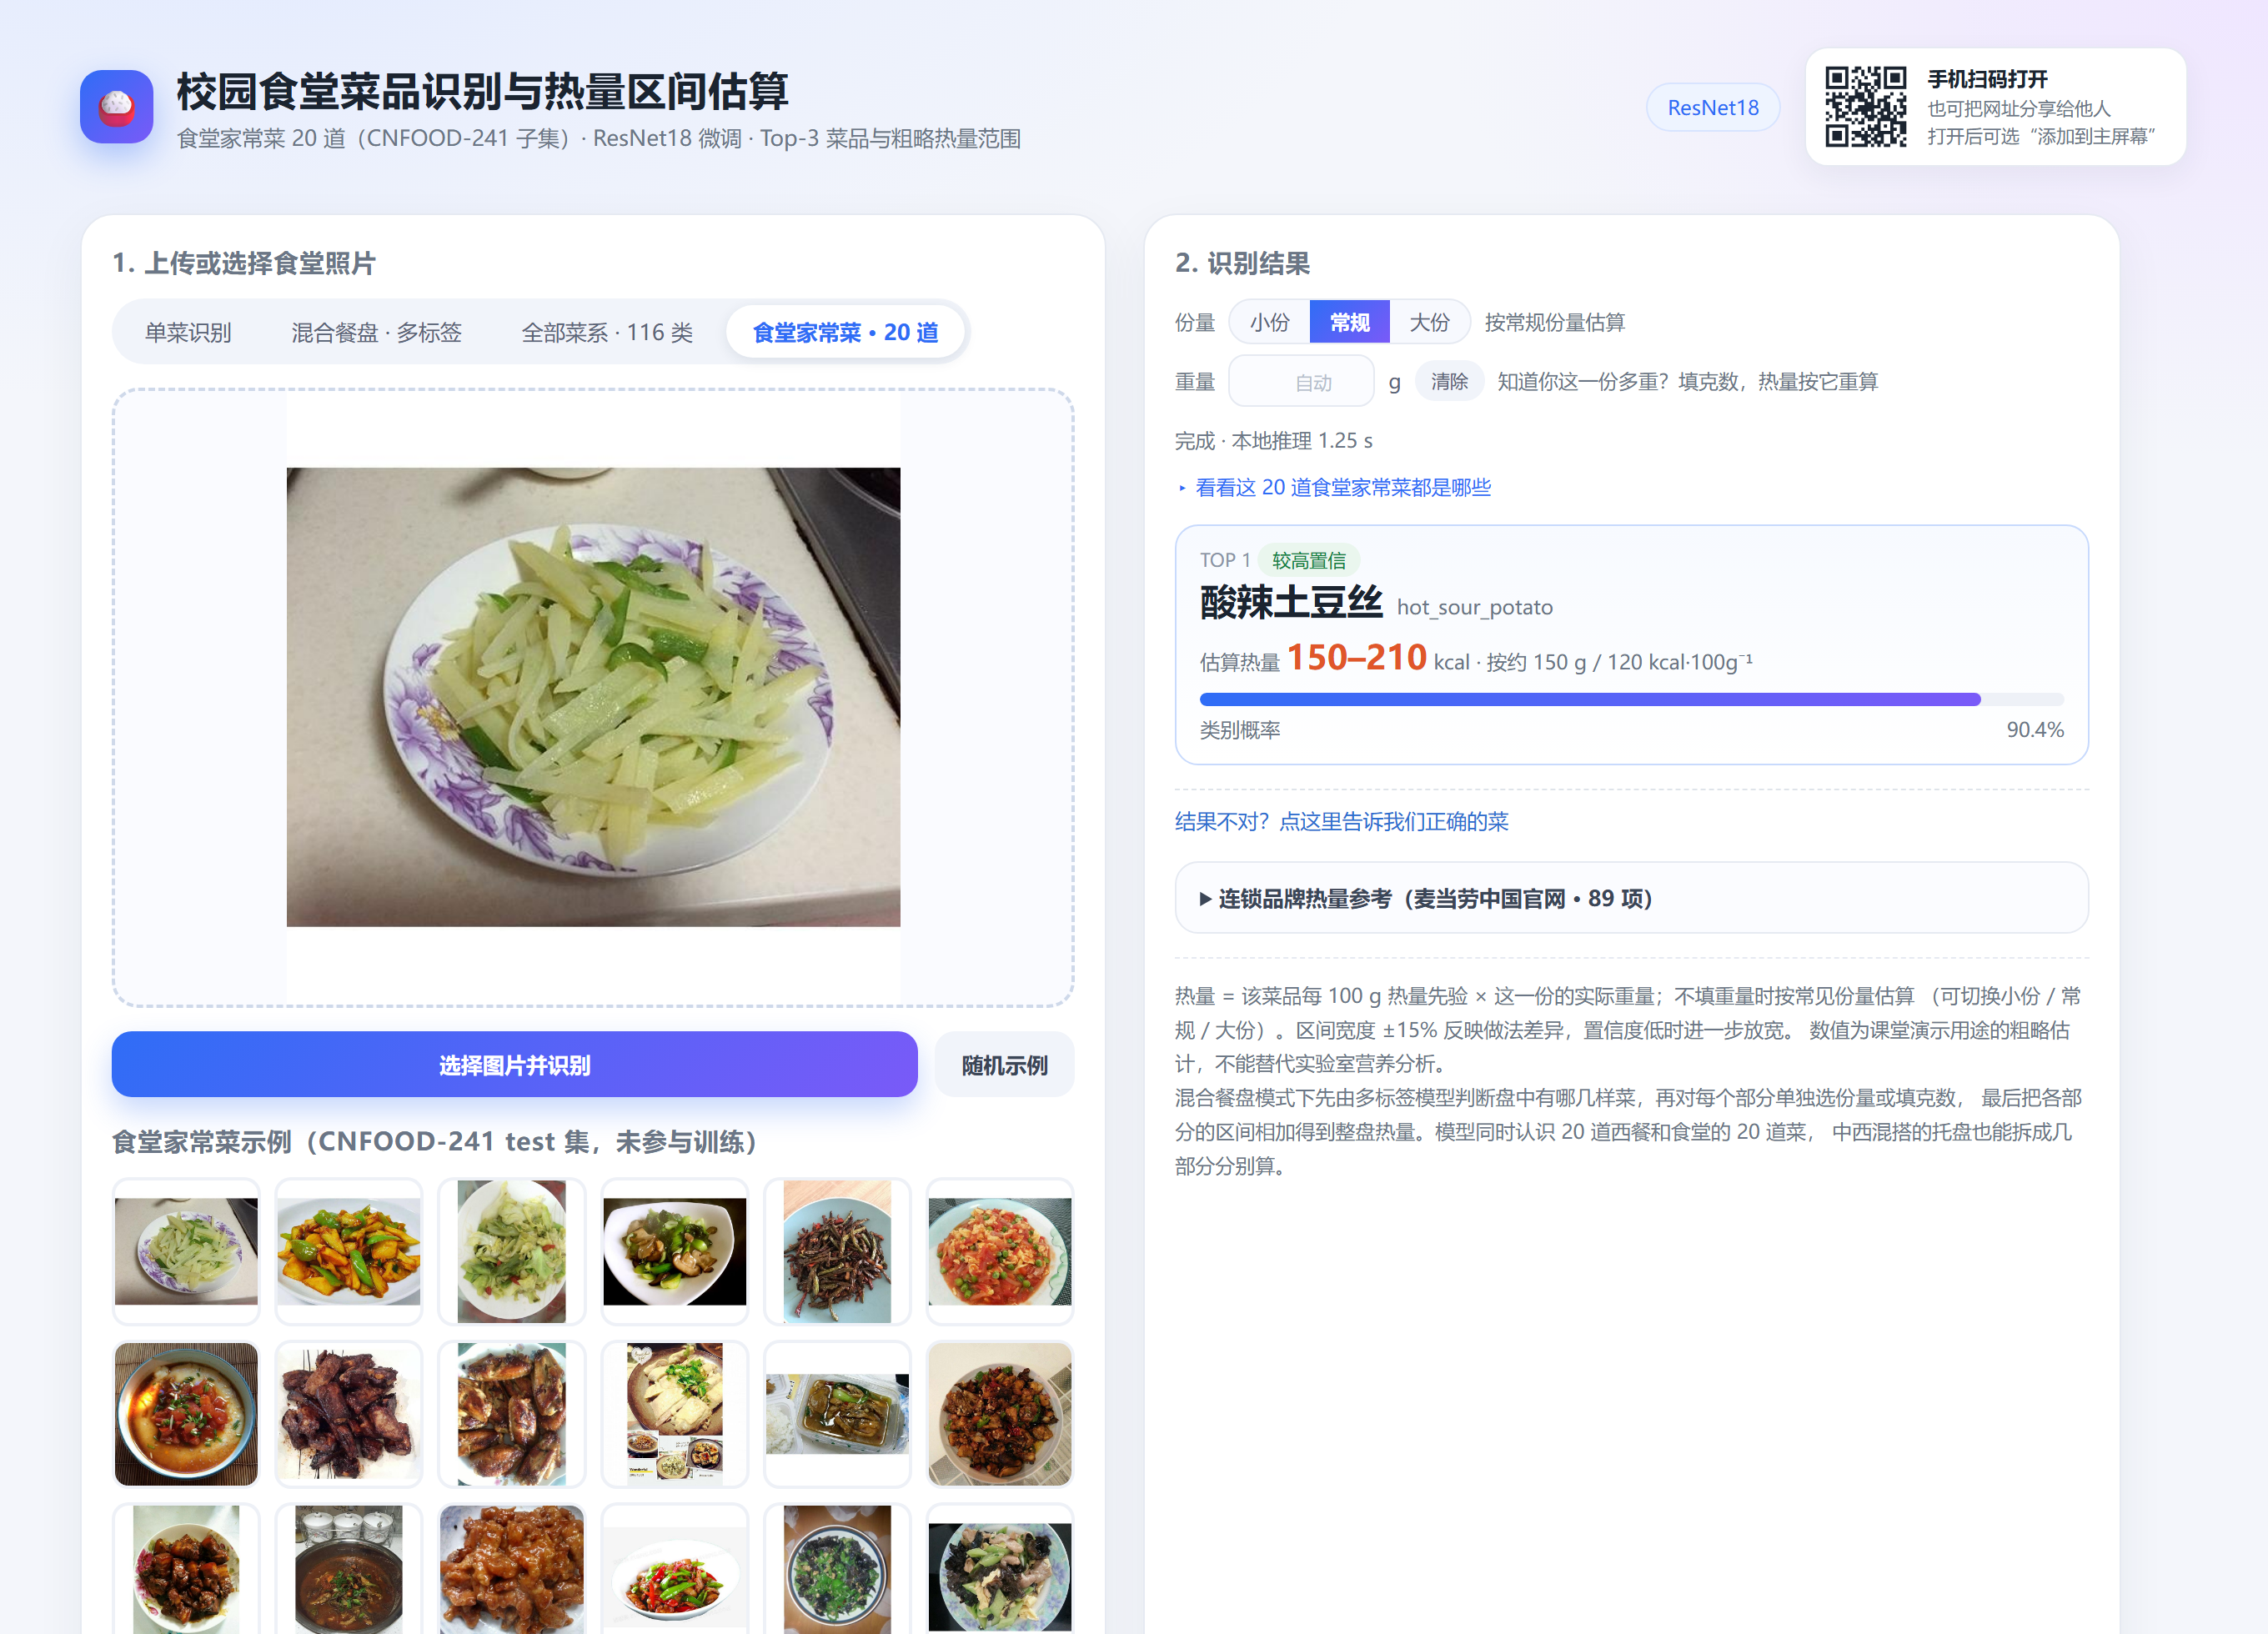 校园食堂菜品识别与热量区间估算
食堂家常菜 20 道（CNFOOD-241 子集）· ResNet18 微调 · Top-3 菜品与粗略热量范围
ResNet18
手机扫码打开
也可把网址分享给他人
打开后可选“添加到主屏幕”
1. 上传或选择食堂照片
单菜识别
混合餐盘 · 多标签
全部菜系 · 116 类
食堂家常菜 • 20 道
选择图片并识别
随机示例
食堂家常菜示例（CNFOOD-241 test 集，未参与训练）
2. 识别结果
份量 小份 常规 大份 按常规份量估算
重量 自动 g 清除 知道你这一份多重？填克数，热量按它重算
完成 · 本地推理 1.25 s
‣ 看看这 20 道食堂家常菜都是哪些
TOP 1 较高置信
酸辣土豆丝 hot_sour_potato
估算热量 150–210 kcal · 按约 150 g / 120 kcal·100g⁻¹
类别概率 90.4%
结果不对？点这里告诉我们正确的菜
▶ 连锁品牌热量参考（麦当劳中国官网 • 89 项）
热量 = 该菜品每 100 g 热量先验 × 这一份的实际重量；不填重量时按常见份量估算 （可切换小份 / 常
规 / 大份）。区间宽度 ±15% 反映做法差异，置信度低时进一步放宽。 数值为课堂演示用途的粗略估
计，不能替代实验室营养分析。
混合餐盘模式下先由多标签模型判断盘中有哪几样菜，再对每个部分单独选份量或填克数， 最后把各部
分的区间相加得到整盘热量。模型同时认识 20 道西餐和食堂的 20 道菜， 中西混搭的托盘也能拆成几
部分分别算。